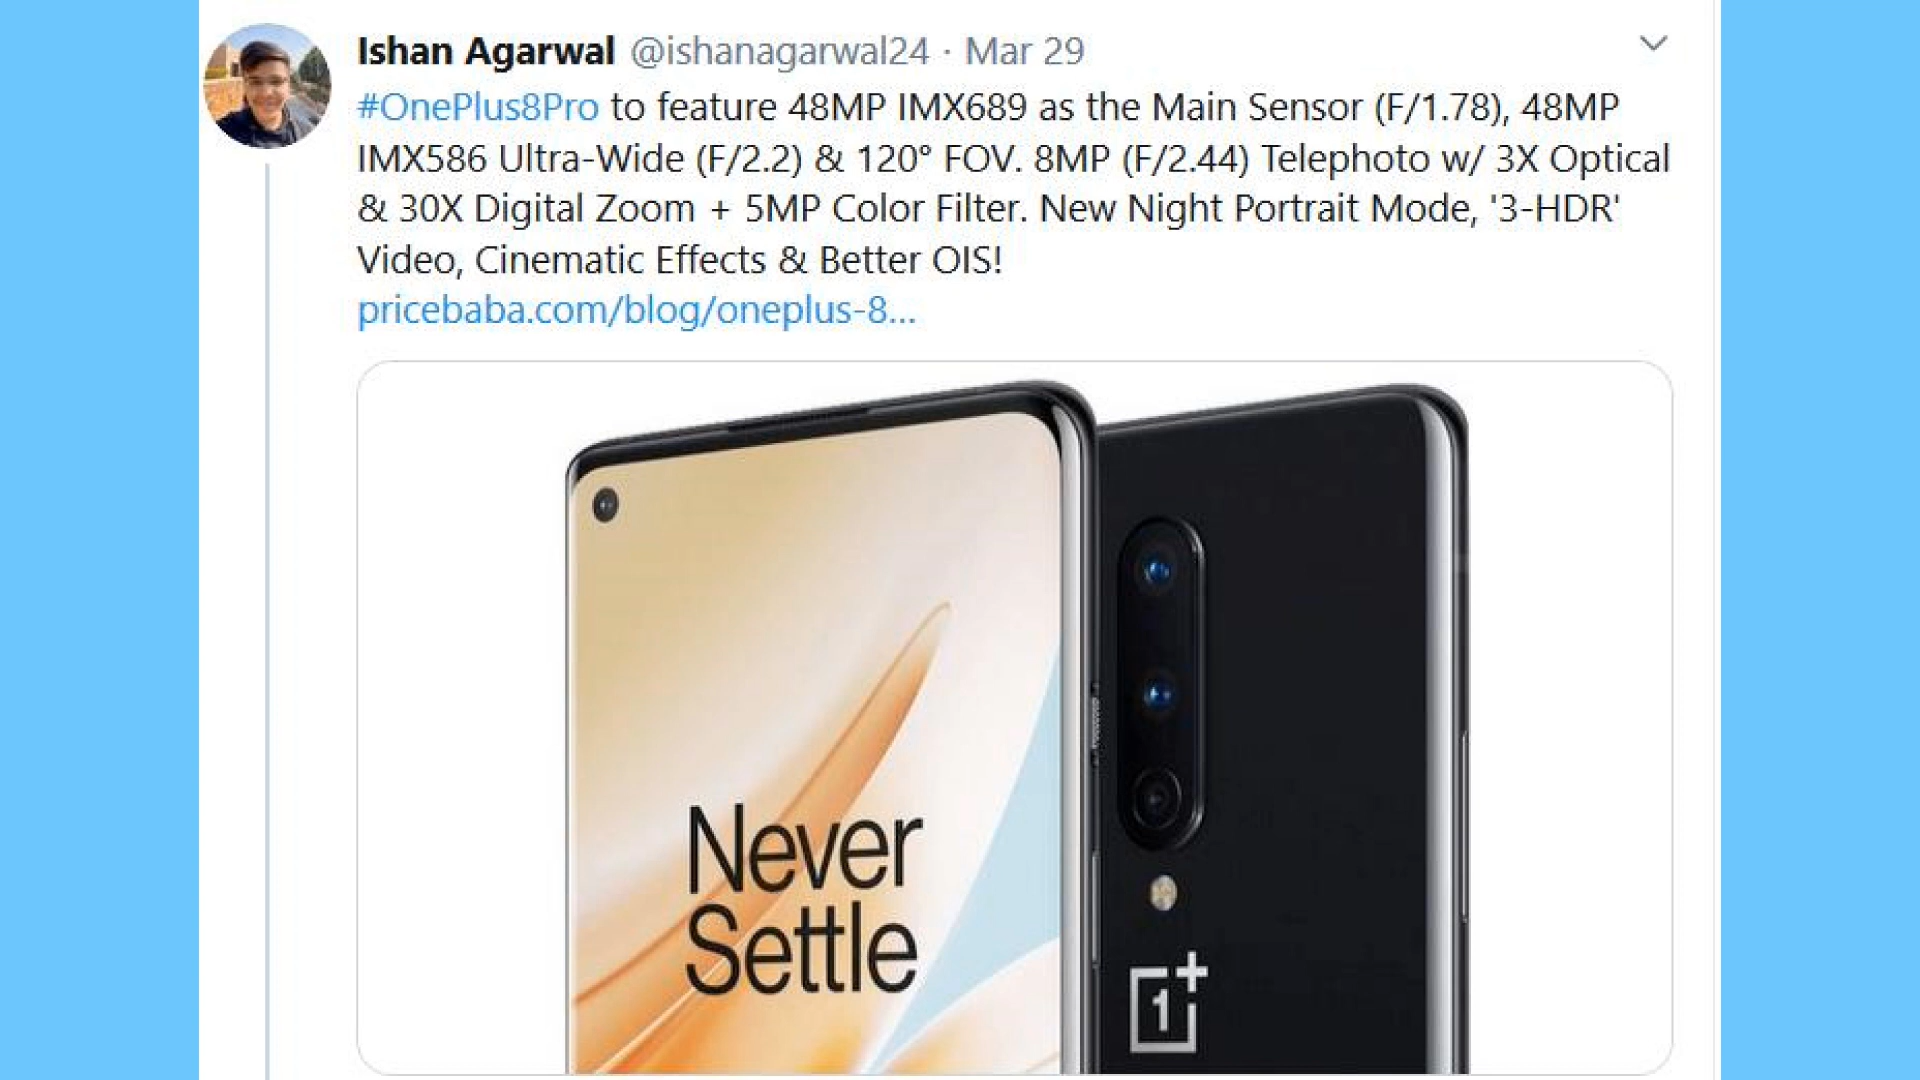 Ishan Agarwal @ishanagarwal24 · Mar 29
#OnePlus8Pro to feature 48MP IMX689 as the Main Sensor (F/1.78), 48MP
IMX586 Ultra-Wide (F/2.2) & 120° FOV. 8MP (F/2.44) Telephoto w/ 3X Optical
& 30X Digital Zoom + 5MP Color Filter. New Night Portrait Mode, '3-HDR'
Video, Cinematic Effects & Better OIS!
pricebaba.com/blog/oneplus-8...
Never
Settle
1+